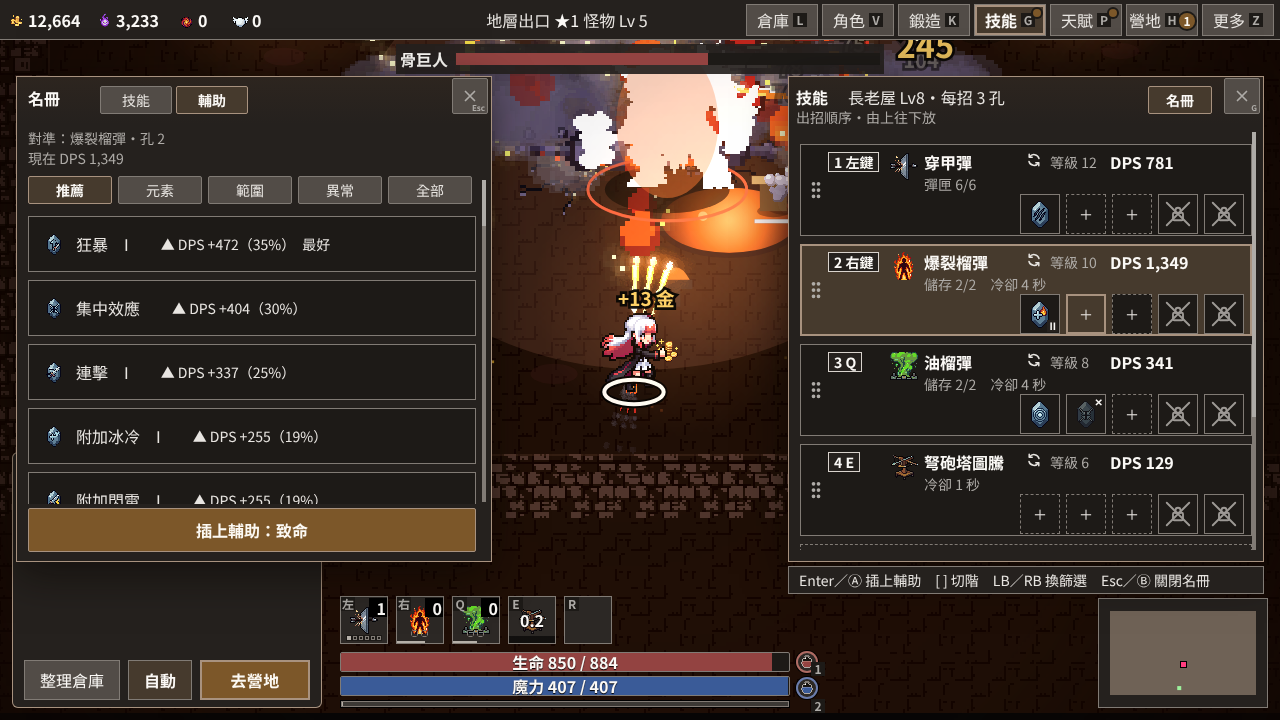 12,664 3,233 0 0
地層出口 ★1 怪物 Lv 5
倉庫 L 角色 V 鍛造 K 技能 G 天賦 P 營地 H 1 更多 Z
骨巨人
245
104
名冊 技能 輔助 Esc
對準：爆裂榴彈・孔 2
現在 DPS 1,349
推薦 元素 範圍 異常 全部
狂暴 I ▲ DPS +472（35%） 最好
集中效應 ▲ DPS +404（30%）
連擊 I ▲ DPS +337（25%）
附加冰冷 I ▲ DPS +255（19%）
附加閃電 I ▲ DPS +255（19%）
插上輔助：致命
+13 金
技能 長老屋 Lv8・每招 3 孔 名冊 G
出招順序・由上往下放
1 左鍵 穿甲彈 等級 12 DPS 781
彈匣 6/6
2 右鍵 爆裂榴彈 等級 10 DPS 1,349
儲存 2/2 冷卻 4 秒
II
3 Q 油榴彈 等級 8 DPS 341
儲存 2/2 冷卻 4 秒
4 E 弩砲塔圖騰 等級 6 DPS 129
冷卻 1 秒
Enter／Ⓐ 插上輔助 [ ] 切階 LB／RB 換篩選 Esc／Ⓑ 關閉名冊
左 1 右 0 Q 0 E 0.2 R
生命 850 / 884 1
魔力 407 / 407 2
整理倉庫 自動 去營地